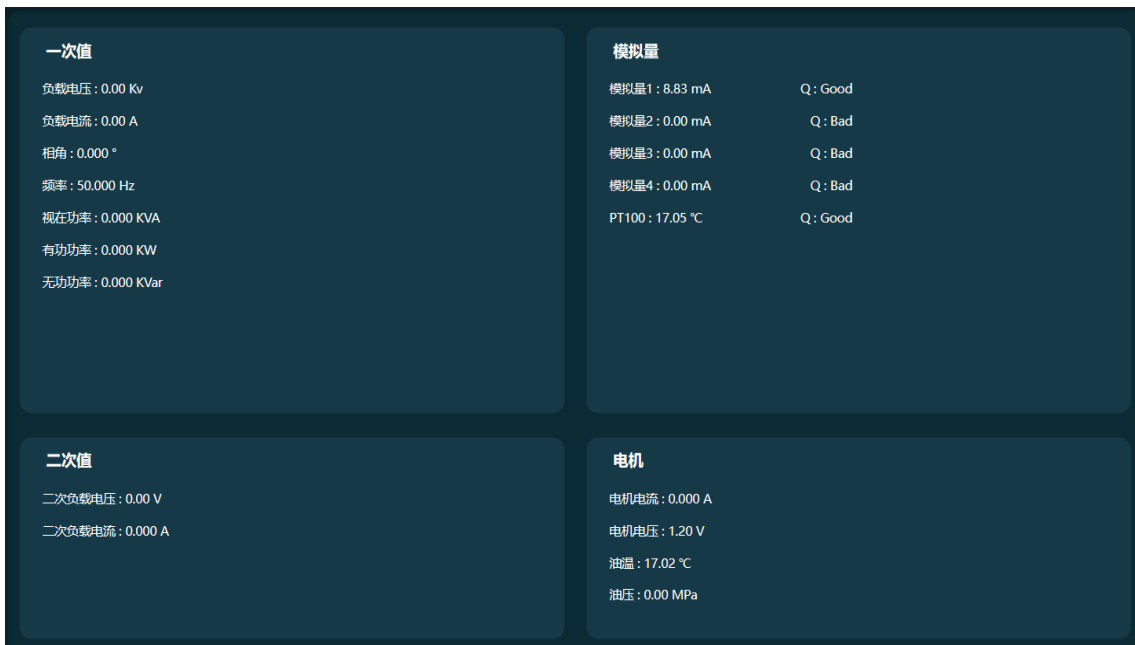 一次值
负载电压 : 0.00 Kv
负载电流 : 0.00 A
相角 : 0.000 °
频率 : 50.000 Hz
视在功率 : 0.000 KVA
有功功率 : 0.000 KW
无功功率 : 0.000 KVar
模拟量
模拟量1 : 8.83 mA Q : Good
模拟量2 : 0.00 mA Q : Bad
模拟量3 : 0.00 mA Q : Bad
模拟量4 : 0.00 mA Q : Bad
PT100 : 17.05 ℃ Q : Good
二次值
二次负载电压 : 0.00 V
二次负载电流 : 0.000 A
电机
电机电流 : 0.000 A
电机电压 : 1.20 V
油温 : 17.02 ℃
油压 : 0.00 MPa